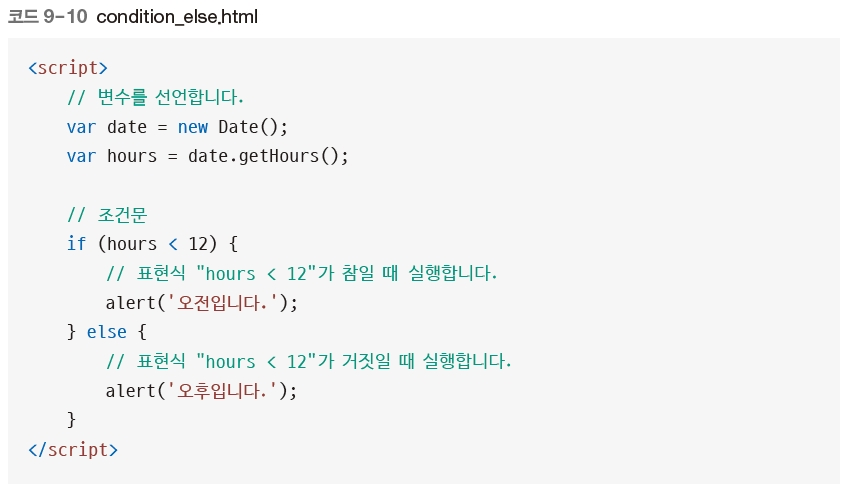 코드 9-10 condition_else.html
<script>
// 변수를 선언합니다.
var date = new Date();
var hours = date.getHours();
// 조건문
if (hours < 12) {
// 표현식 "hours < 12"가 참일 때 실행합니다.
alert('오전입니다.');
} else {
// 표현식 "hours < 12"가 거짓일 때 실행합니다.
alert('오후입니다.');
}
</script>